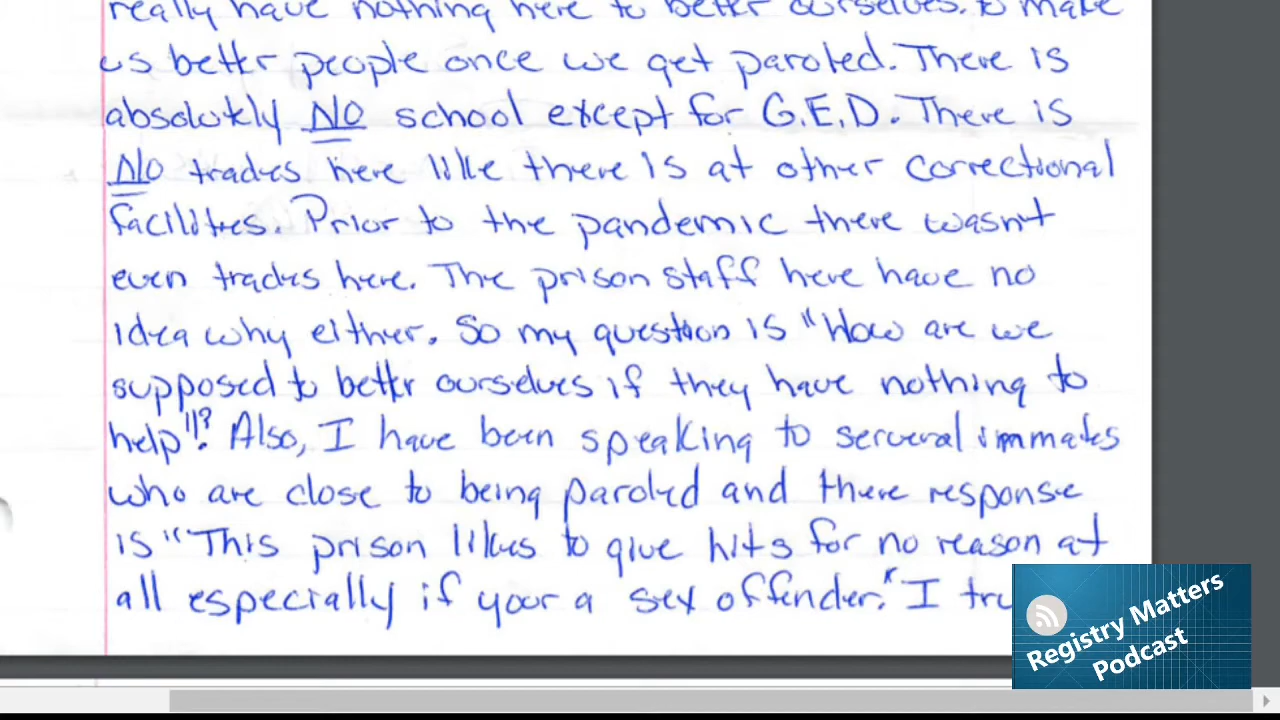 really have nothing here to better ourselves. to make
us better people once we get paroled. There is
absolutely NO school except for G.E.D. There is
NO trades here like there is at other correctional
facilities. Prior to the pandemic there wasn't
even trades here. The prison staff here have no
idea why either. So my question is "How are we
supposed to better ourselves if they have nothing to
help"!? Also, I have been speaking to serveral immates
who are close to being paroled and there response
is "This prison likes to give hits for no reason at
all especially if your a sex offender." I
Registry Matters
Podcast